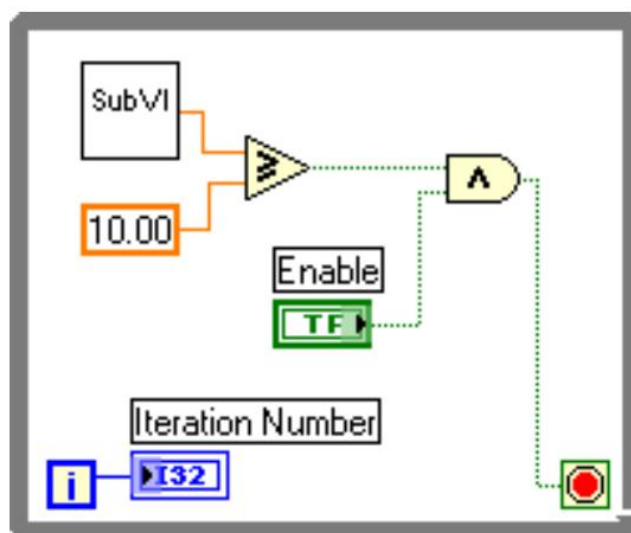 SubVI
≥
∧
10.00
Enable
TF
Iteration Number
i
I32